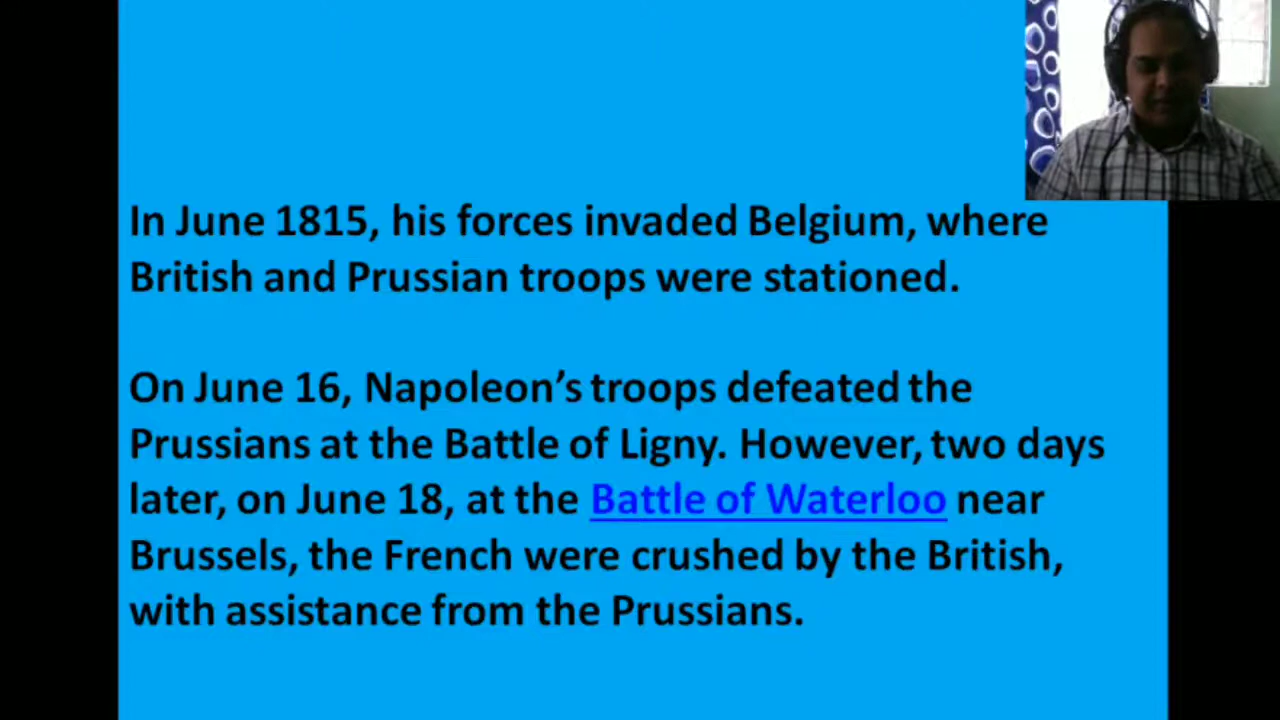 In June 1815, his forces invaded Belgium, where
British and Prussian troops were stationed.
On June 16, Napoleon’s troops defeated the
Prussians at the Battle of Ligny. However, two days
later, on June 18, at the Battle of Waterloo near
Brussels, the French were crushed by the British,
with assistance from the Prussians.